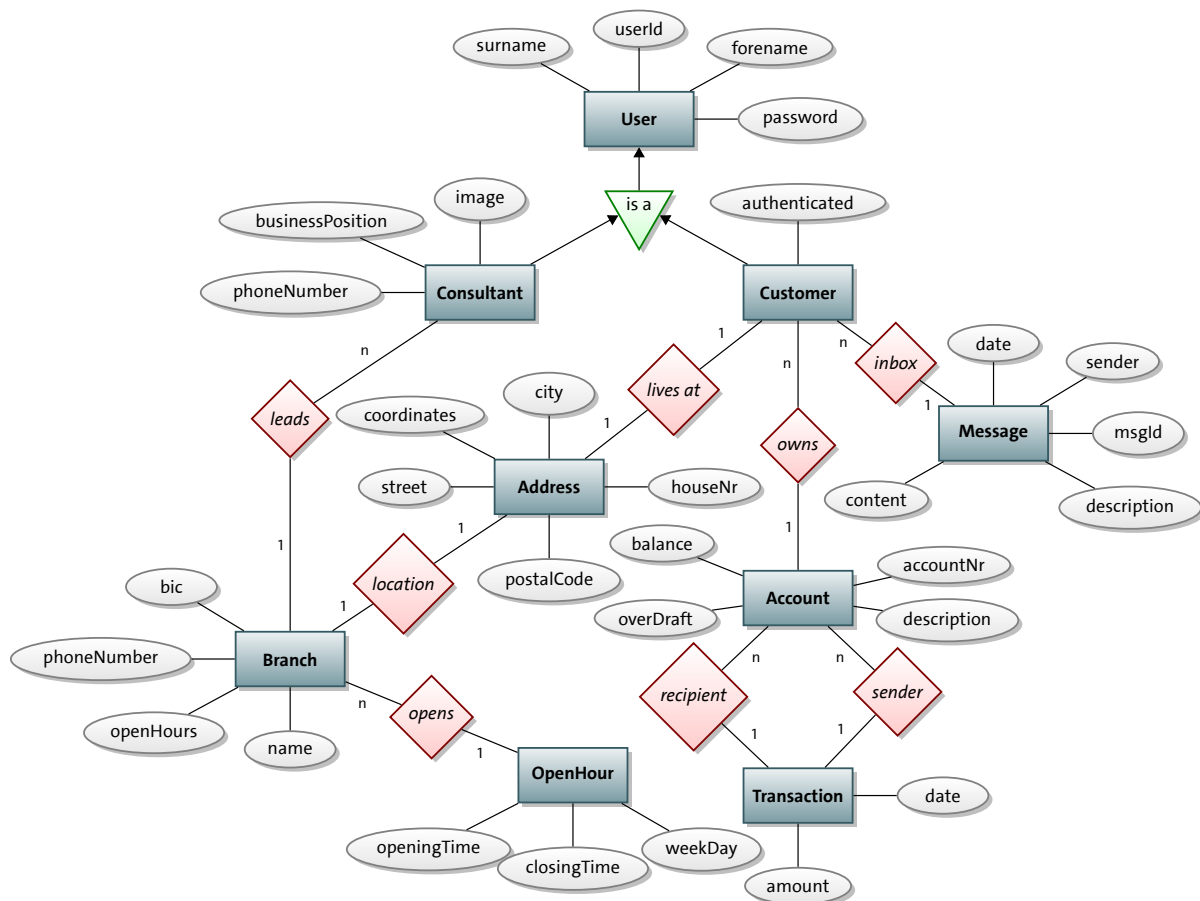 userId
surname
forename
User
password
is a
image
authenticated
businessPosition
phoneNumber
Consultant
Customer
n
1
n
n
date
sender
inbox
1
lives at
city
coordinates
leads
1
owns
Message
msgId
street
Address
houseNr
content
description
1
1
1
balance
accountNr
postalCode
location
bic
Account
overDraft
description
1
phoneNumber
Branch
n
n
recipient
sender
n
opens
openHours
name
1
1
1
OpenHour
Transaction
date
openingTime
closingTime
weekDay
amount